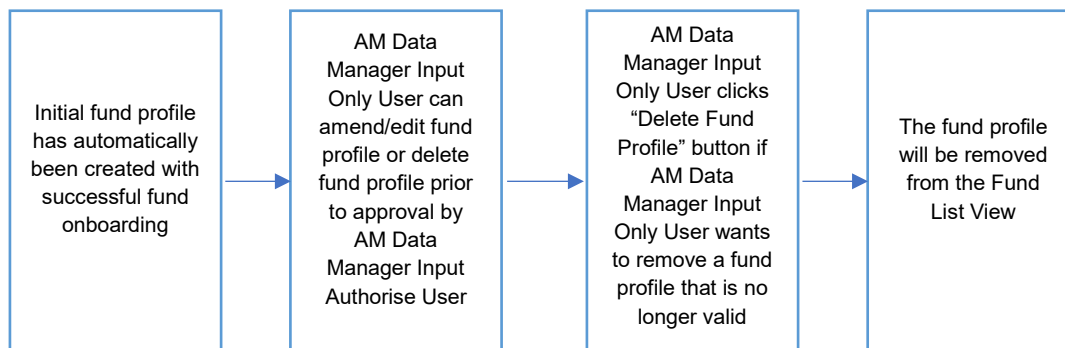 Initial fund profile
has automatically
been created with
successful fund
onboarding
AM Data
Manager Input
Only User can
amend/edit fund
profile or delete
fund profile prior
to approval by
AM Data
Manager Input
Authorise User
AM Data
Manager Input
Only User clicks
“Delete Fund
Profile” button if
AM Data
Manager Input
Only User wants
to remove a fund
profile that is no
longer valid
The fund profile
will be removed
from the Fund
List View